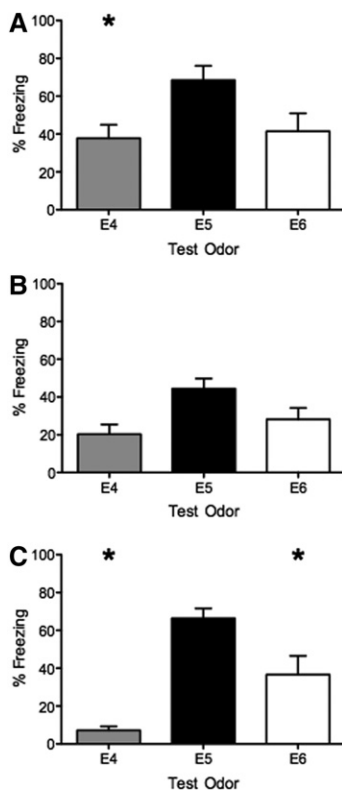 A
*
100
80
60
40
20
0
% Freezing
E4 E5 E6
Test Odor
B
100
80
60
40
20
0
% Freezing
E4 E5 E6
Test Odor
C
* *
100
80
60
40
20
0
% Freezing
E4 E5 E6
Test Odor